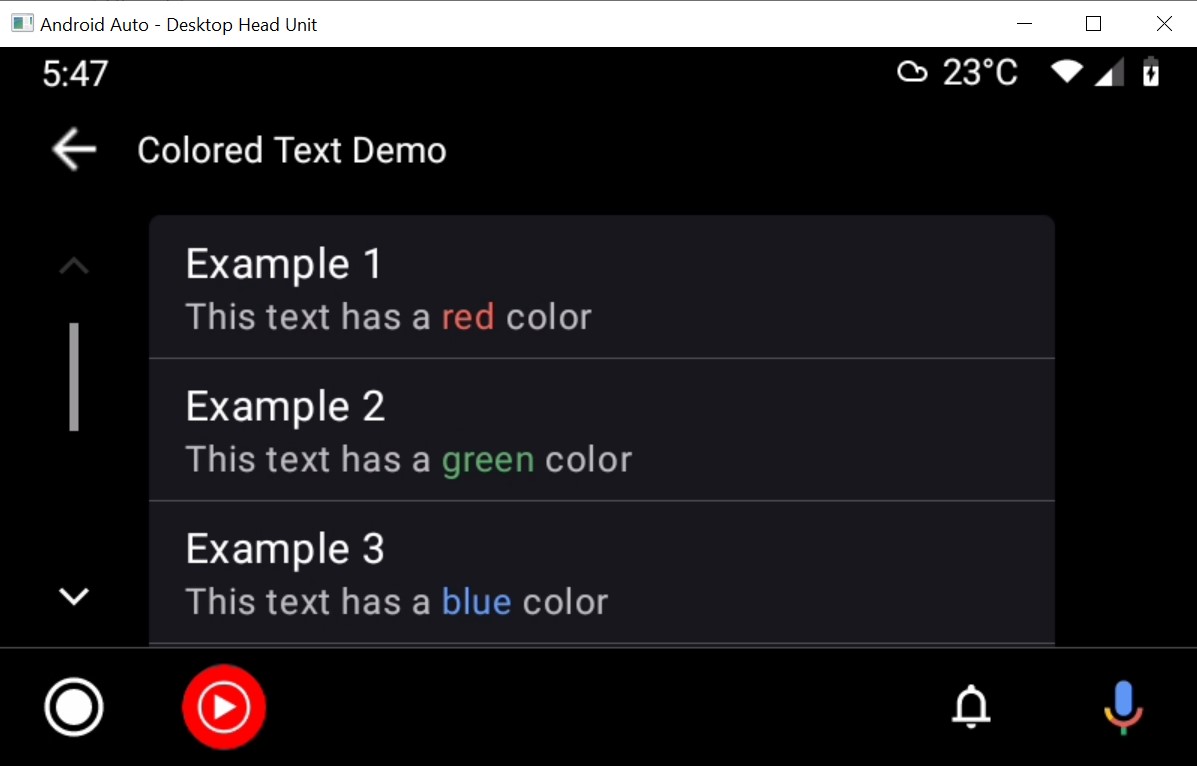 Android Auto - Desktop Head Unit
5:47 23°C
Colored Text Demo
Example 1
This text has a red color
Example 2
This text has a green color
Example 3
This text has a blue color